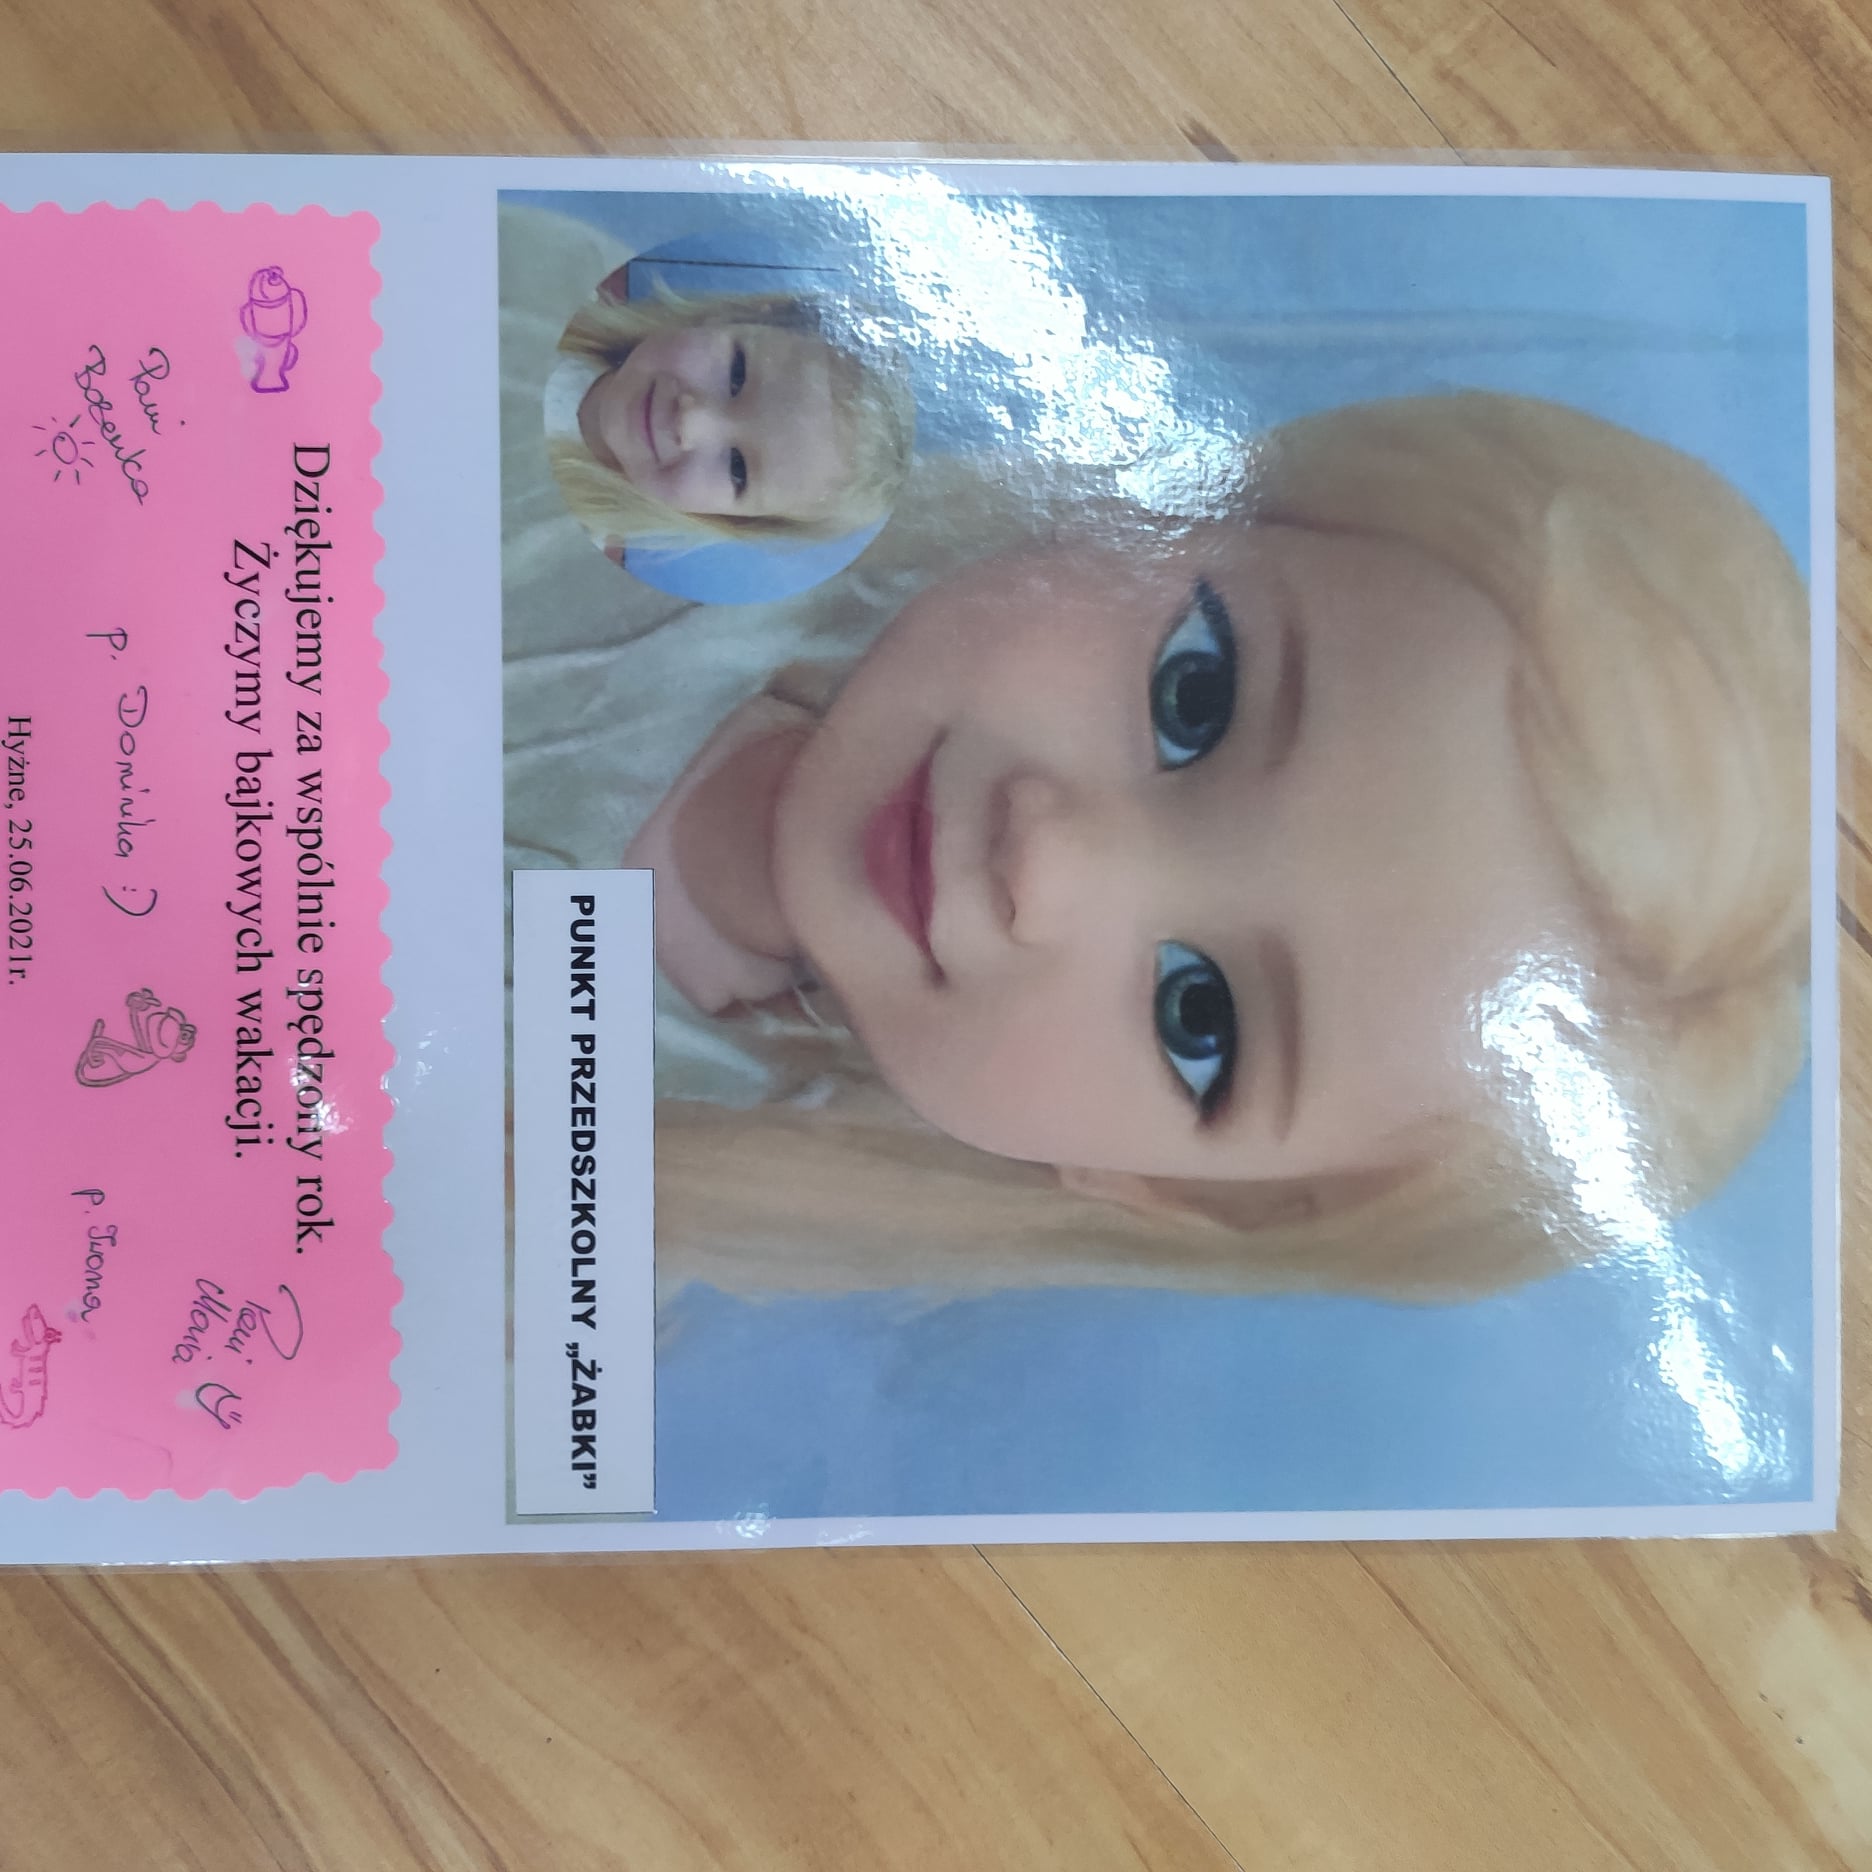 PUNKT PRZEDSZKOLNY „ŻABKI”
Dziękujemy za wspólnie spędzony rok.
Życzymy bajkowych wakacji.
Pani
Bożenka
P. Dominika :)
p. Iwona
Pani
Maria
Hyżne, 25.06.2021r.